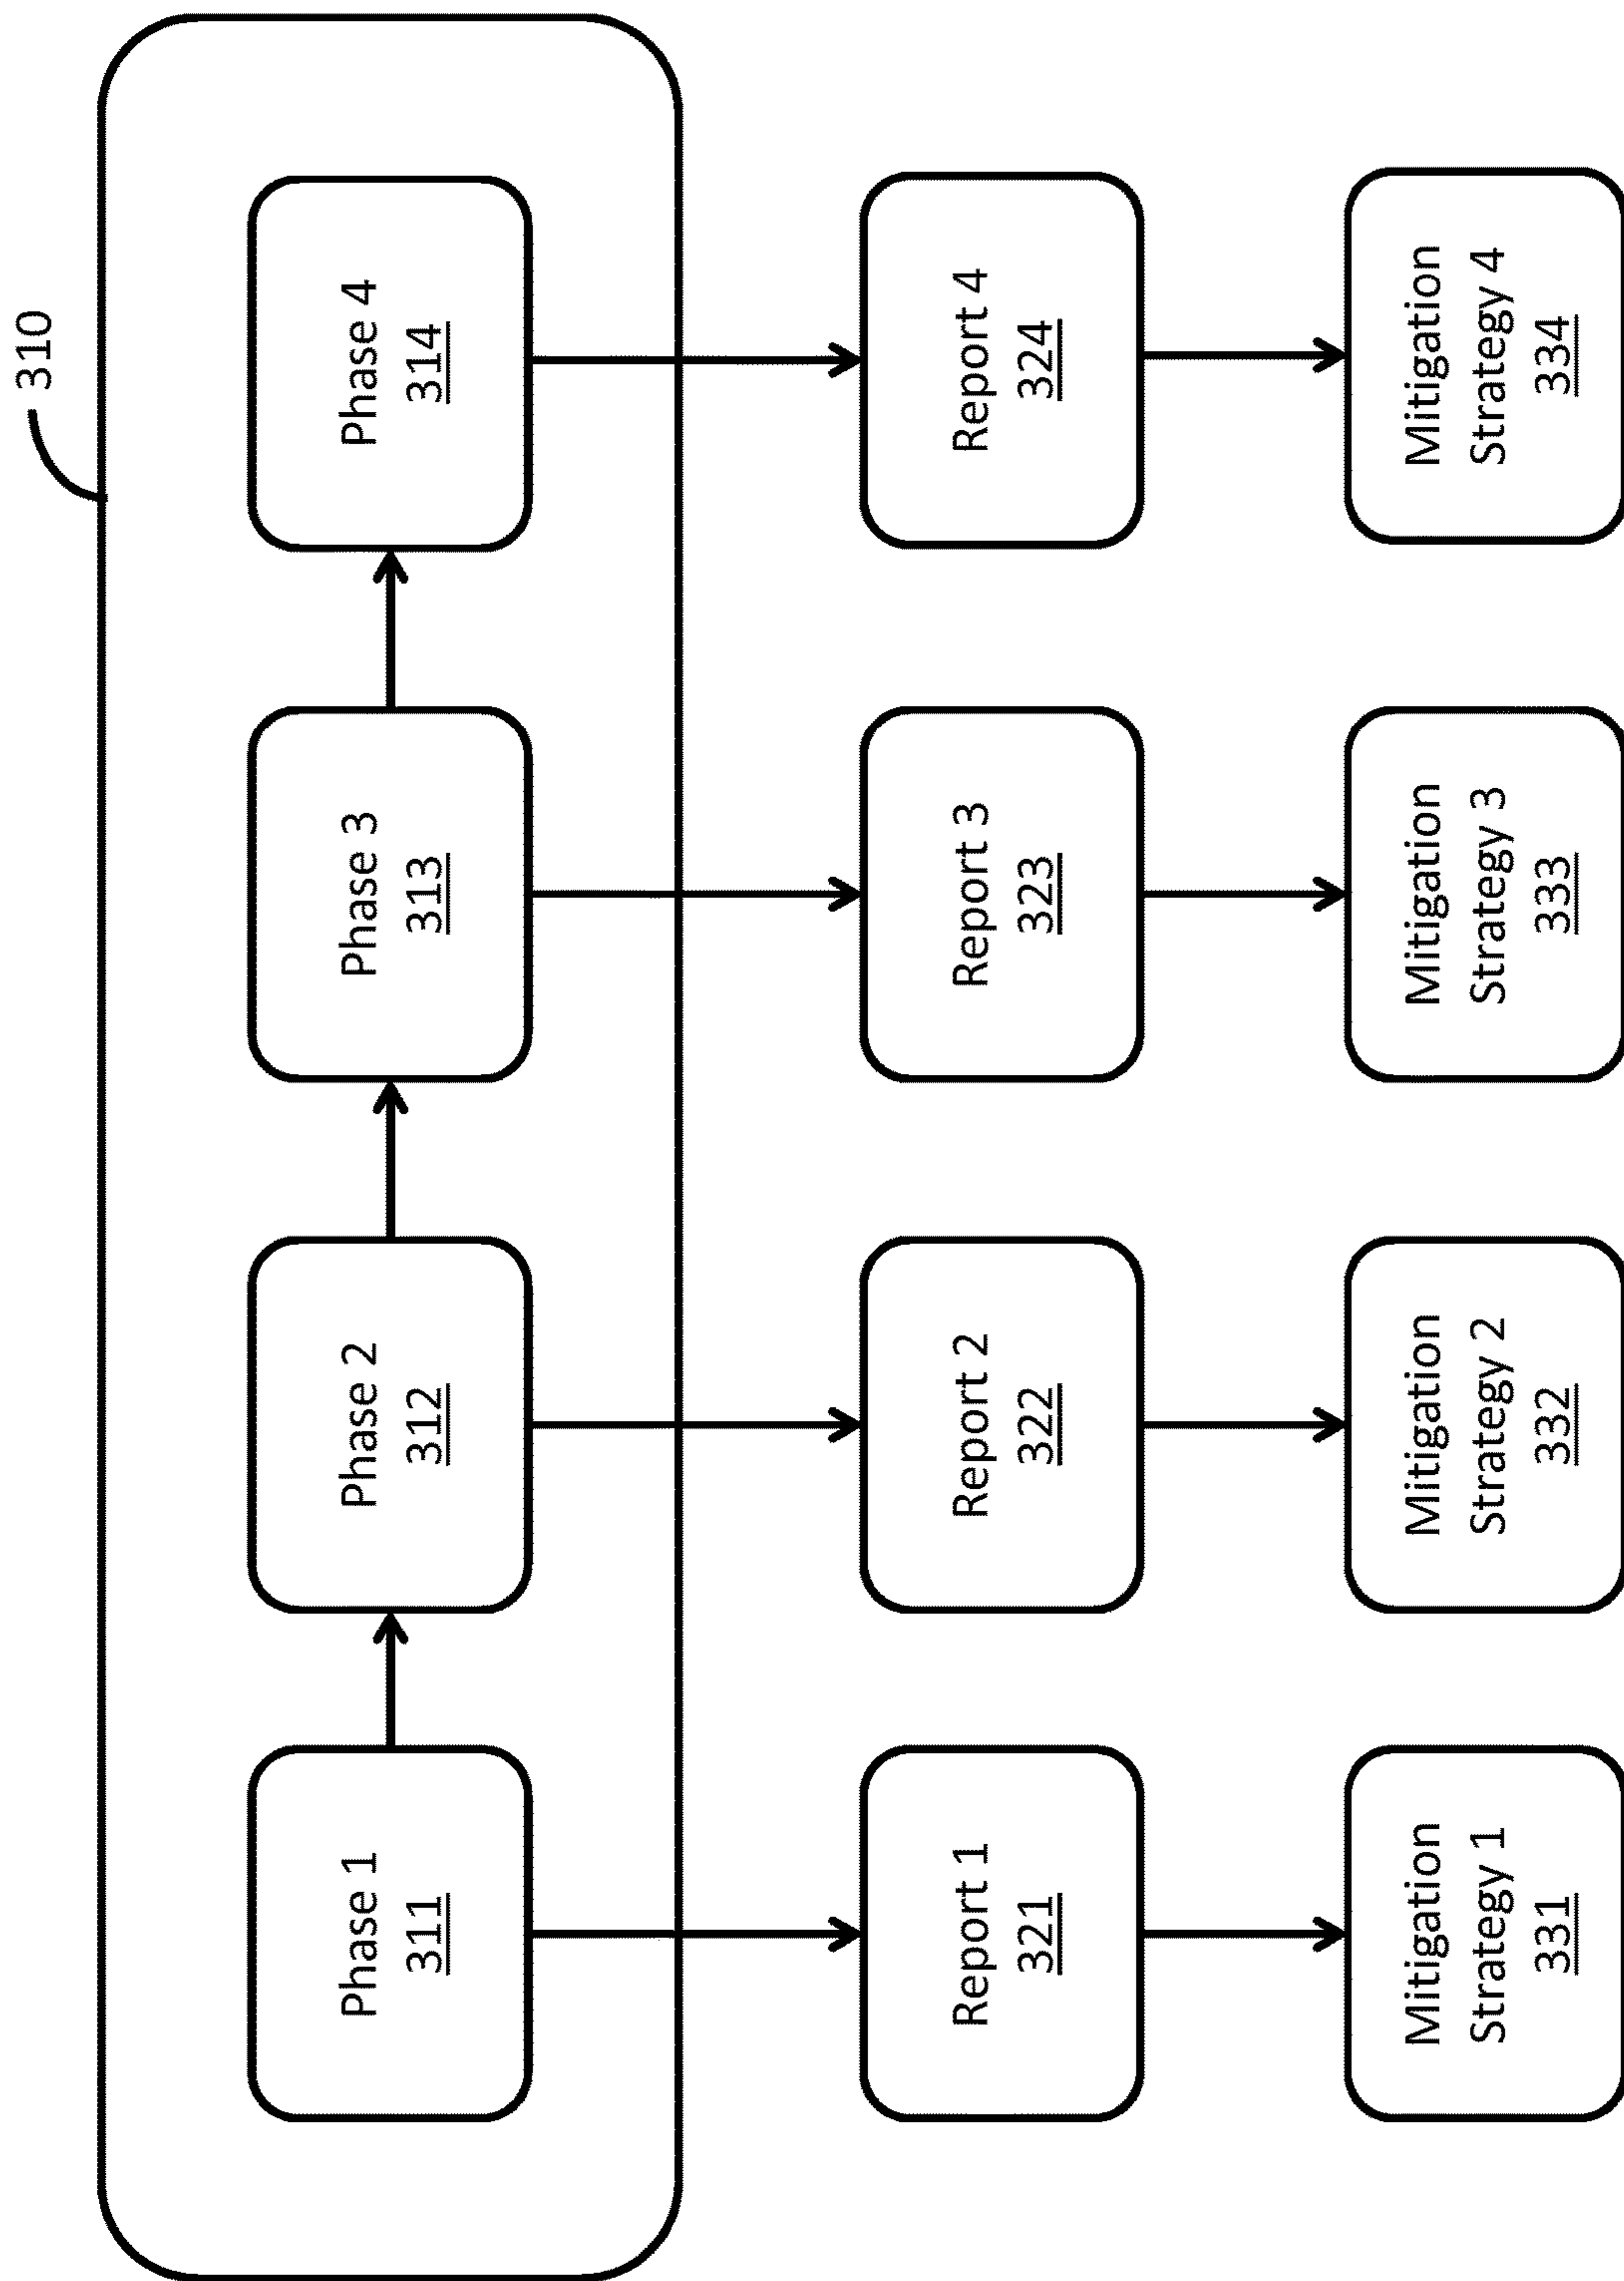 310
Phase 1
311
Phase 2
312
Phase 3
313
Phase 4
314
Report 1
321
Report 2
322
Report 3
323
Report 4
324
Mitigation
Strategy 1
331
Mitigation
Strategy 2
332
Mitigation
Strategy 3
333
Mitigation
Strategy 4
334